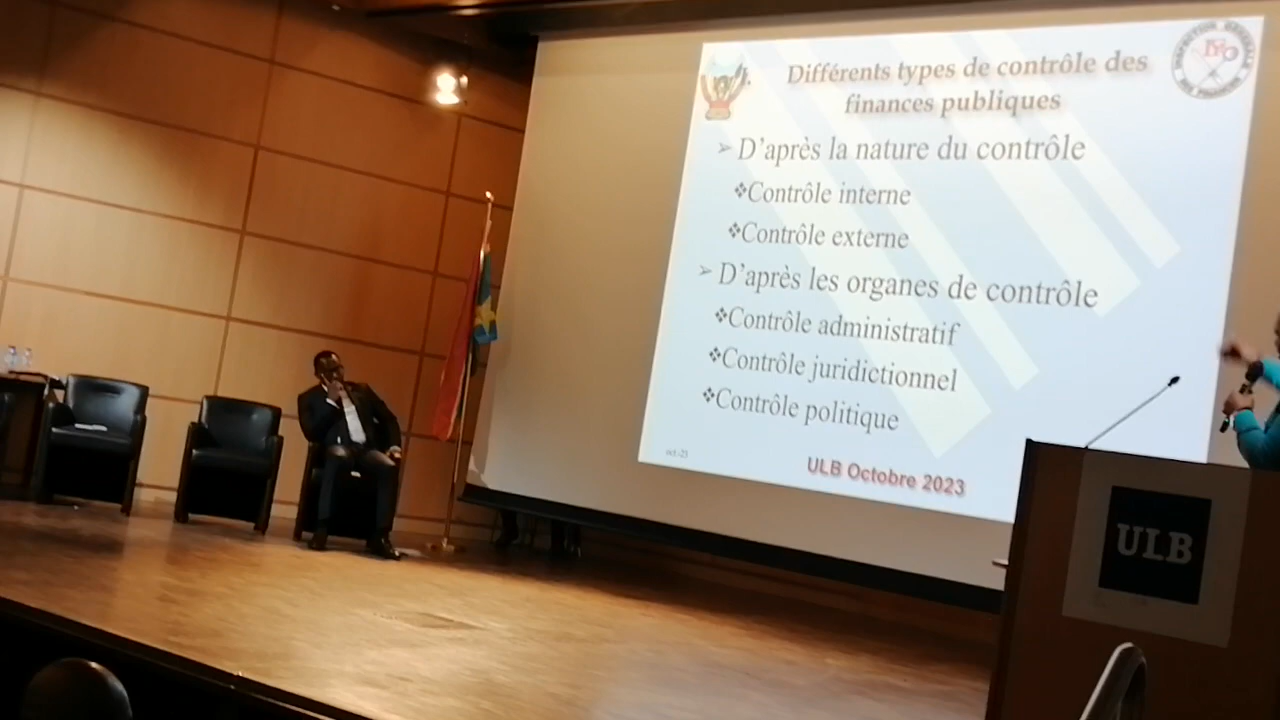 Différents types de contrôle des
finances publiques
➢ D'après la nature du contrôle
❖Contrôle interne
❖Contrôle externe
➢ D'après les organes de contrôle
❖Contrôle administratif
❖Contrôle juridictionnel
❖Contrôle politique
ULB Octobre 2023
ULB